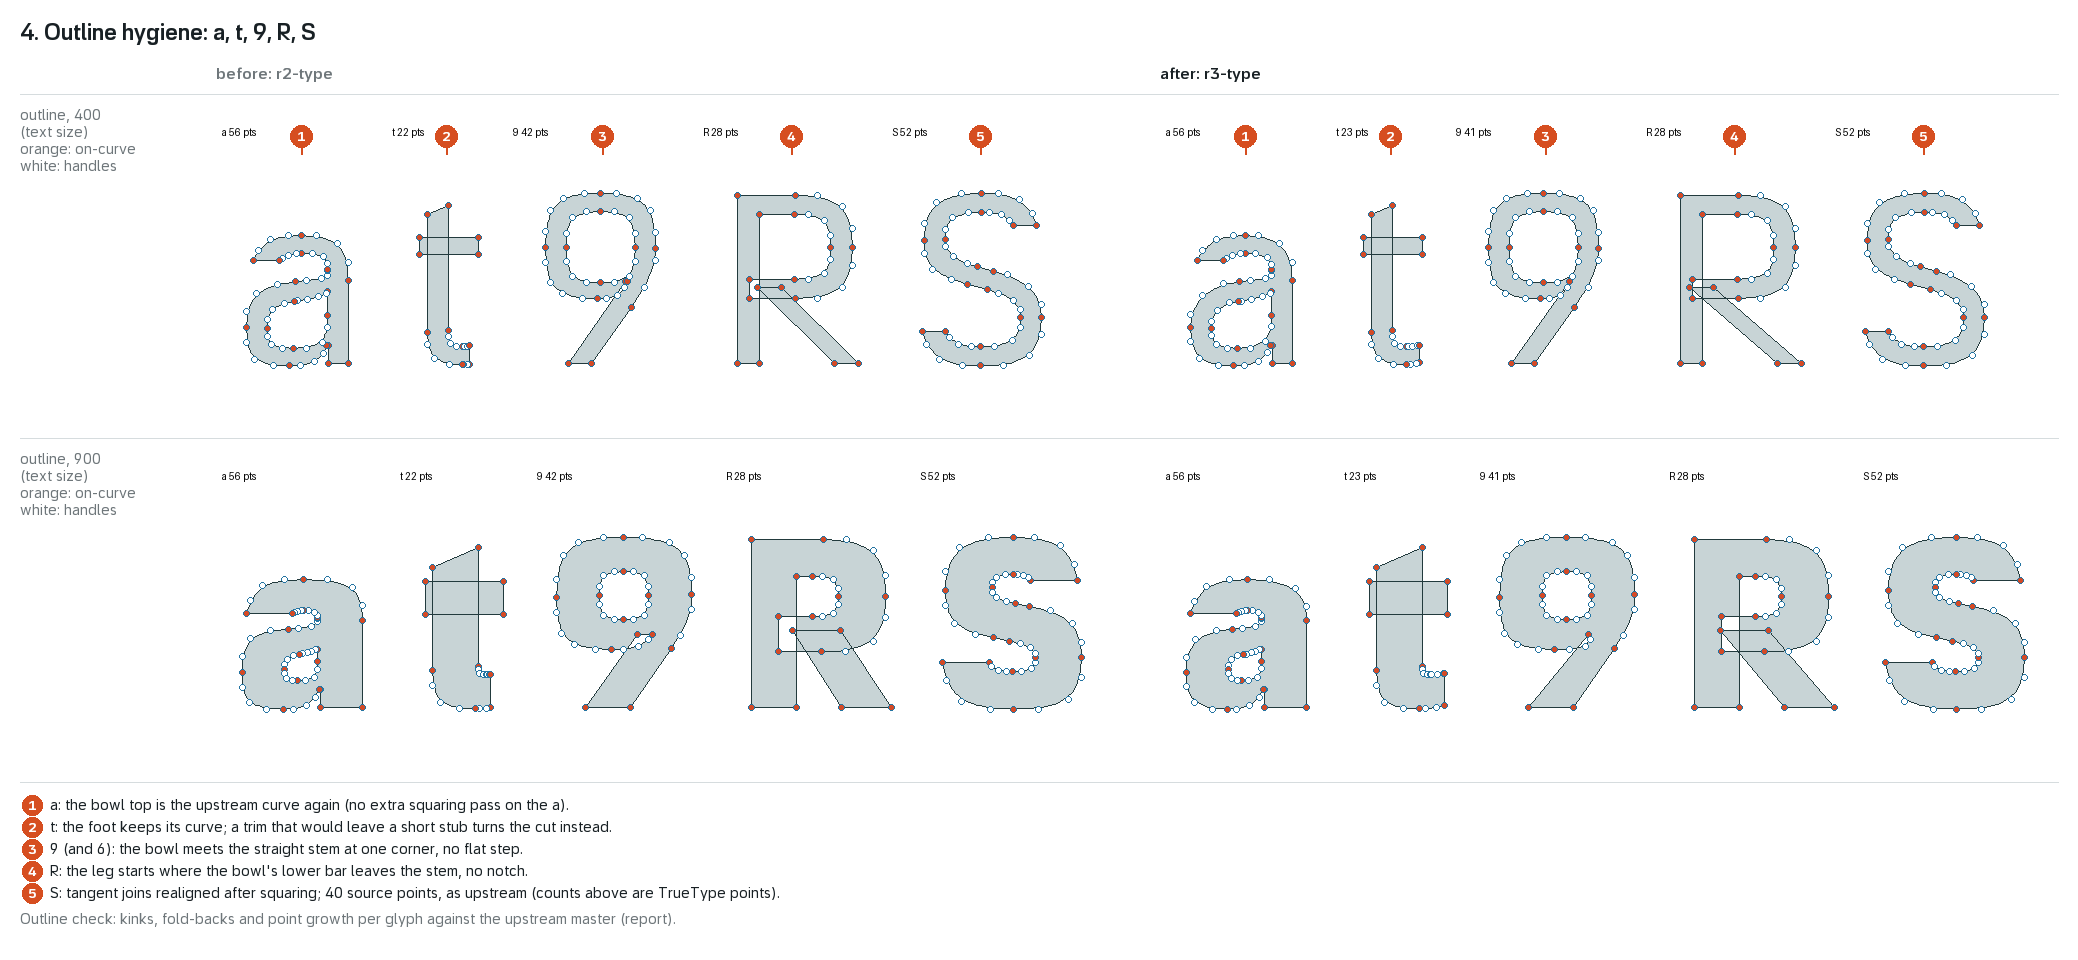 4. Outline hygiene: a, t, 9, R, S
before: r2-type
after: r3-type
outline, 400
(text size)
orange: on-curve
white: handles
a 56 pts
1
t 22 pts
2
9 42 pts
3
R 28 pts
4
S 52 pts
5
a 56 pts
1
t 23 pts
2
9 41 pts
3
R 28 pts
4
S 52 pts
5
a t 9 R S
a t 9 R S
outline, 900
(text size)
orange: on-curve
white: handles
a 56 pts
t 22 pts
9 42 pts
R 28 pts
S 52 pts
a 56 pts
t 23 pts
9 41 pts
R 28 pts
S 52 pts
a t 9 R S
a t 9 R S
1 a: the bowl top is the upstream curve again (no extra squaring pass on the a).
2 t: the foot keeps its curve; a trim that would leave a short stub turns the cut instead.
3 9 (and 6): the bowl meets the straight stem at one corner, no flat step.
4 R: the leg starts where the bowl's lower bar leaves the stem, no notch.
5 S: tangent joins realigned after squaring; 40 source points, as upstream (counts above are TrueType points).
Outline check: kinks, fold-backs and point growth per glyph against the upstream master (report).